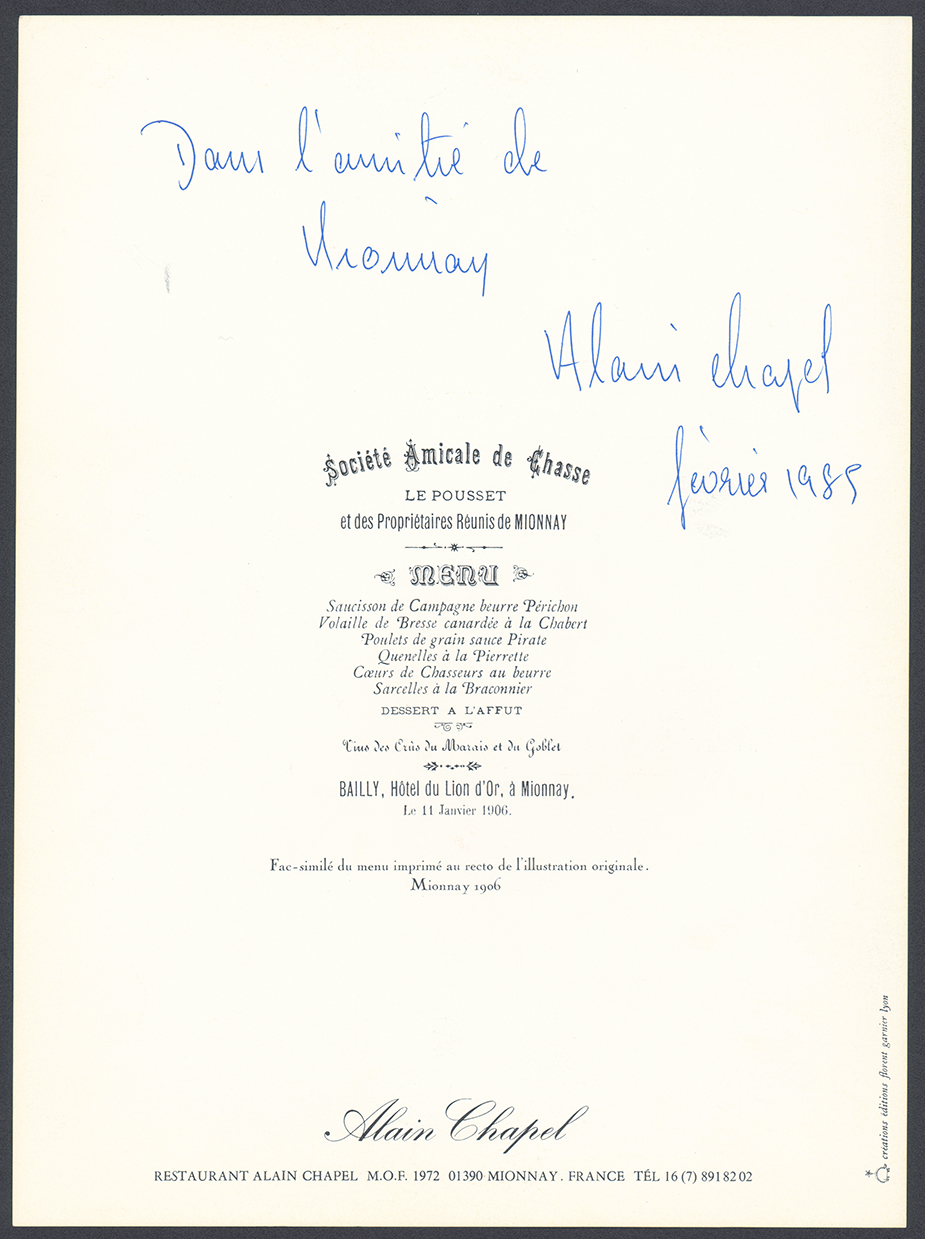 Dans l'amitié de
Mionnay
Alain Chapel
février 1985
Société Amicale de Chasse
LE POUSSET
et des Propriétaires Réunis de MIONNAY
MENU
Saucisson de Campagne beurre Périchon
Volaille de Bresse canardée à la Chabert
Poulets de grain sauce Pirate
Quenelles à la Pierrette
Cœurs de Chasseurs au beurre
Sarcelles à la Braconnier
DESSERT A L'AFFUT
Vins des Crûs du Marais et du Goblet
BAILLY, Hôtel du Lion d'Or, à Mionnay.
Le 11 Janvier 1906.
Fac-similé du menu imprimé au recto de l'illustration originale.
Mionnay 1906
créations éditions florent garnier lyon
Alain Chapel
RESTAURANT ALAIN CHAPEL M.O.F. 1972 01390 MIONNAY. FRANCE TÉL 16 (7) 891 82 02